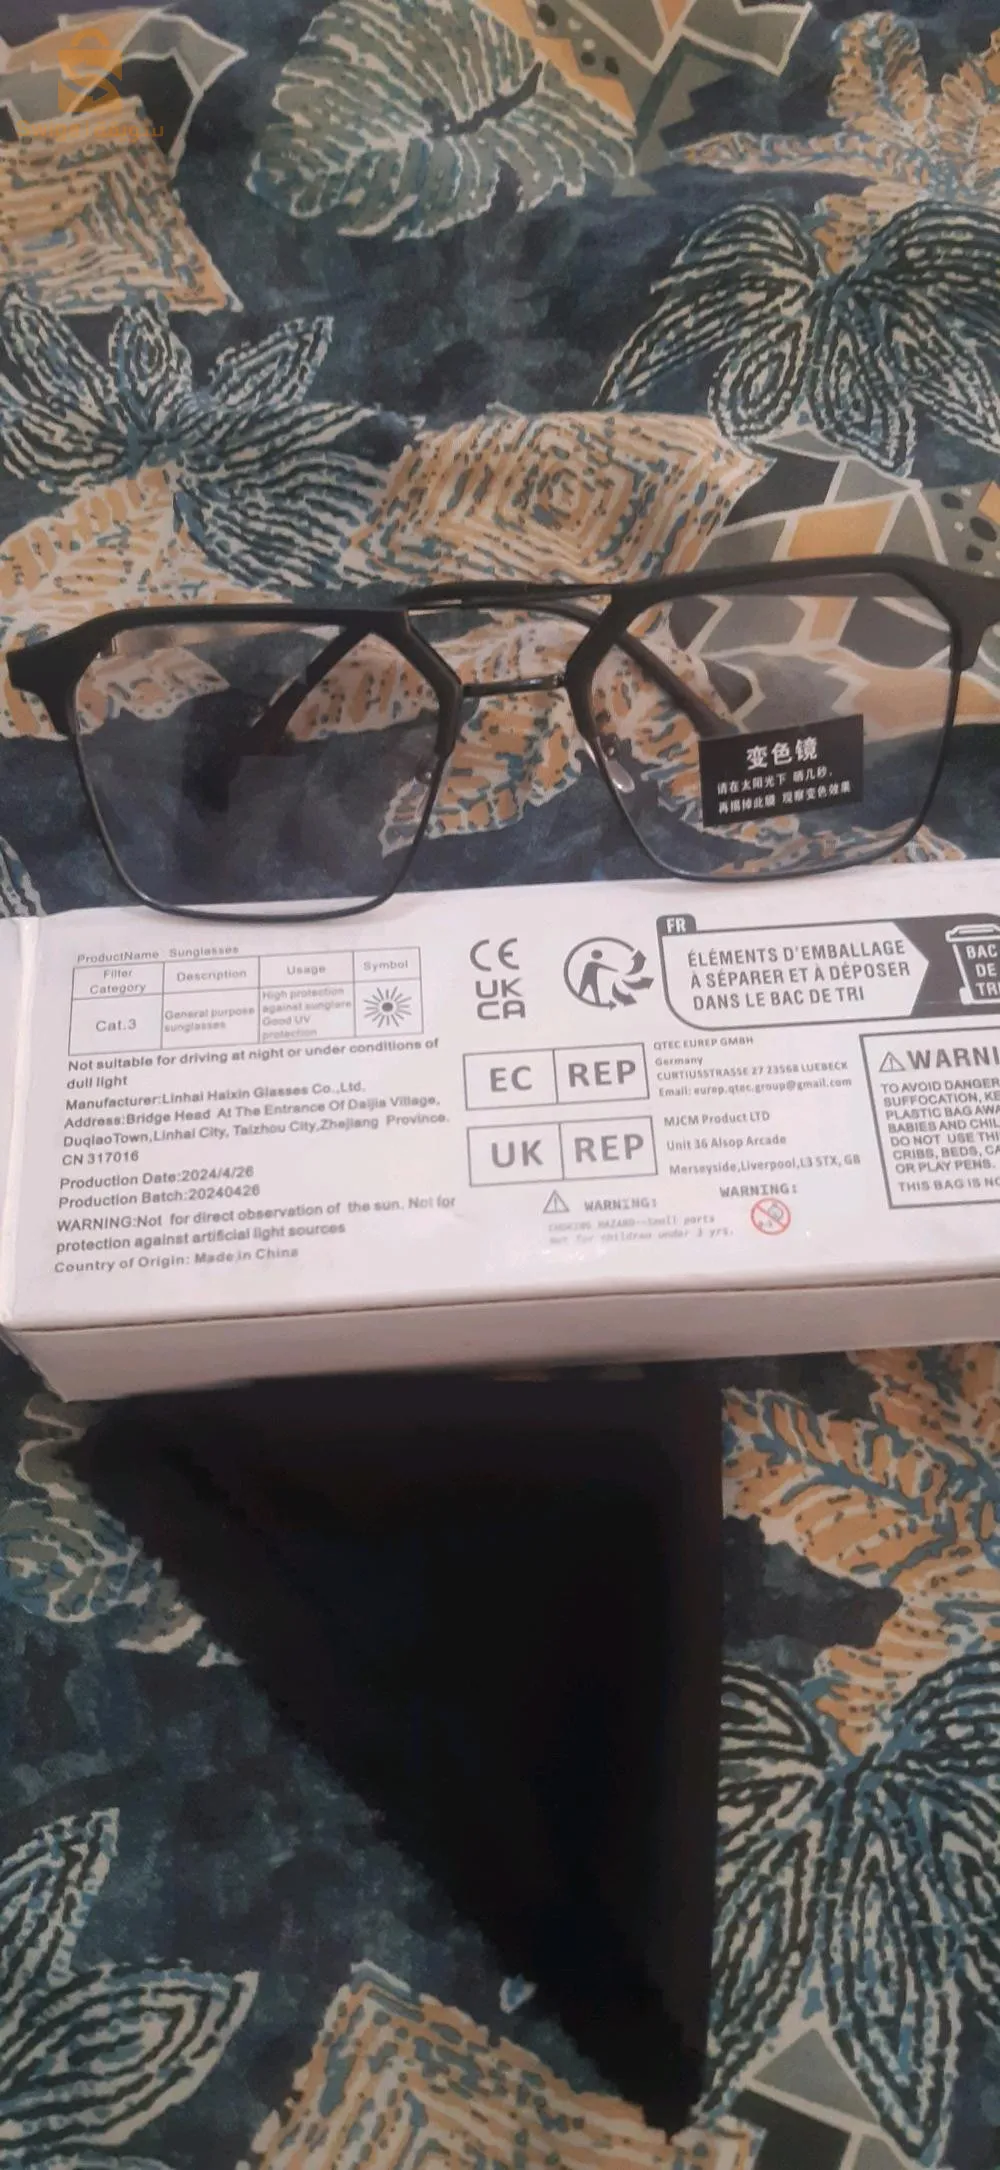 变色镜
请在太阳光下 晒几秒,
再揭掉此膜 观察变色效果
ProductName Sunglasses
Filter Category Description Usage Symbol
Cat.3 General purpose sunglasses High protection against sunglare Good UV protection
Not suitable for driving at night or under conditions of
dull light
Manufacturer:Linhai Haixin Glasses Co.,Ltd.
Address:Bridge Head At The Entrance Of Daijia Village,
DuqiaoTown,Linhai City, Taizhou City,Zhejiang Province.
CN 317016
Production Date:2024/4/26
Production Batch:20240426
WARNING:Not for direct observation of the sun. Not for
protection against artificial light sources
Country of Origin: Made in China
CE
UK
CA
FR
ÉLÉMENTS D'EMBALLAGE
À SÉPARER ET À DÉPOSER
DANS LE BAC DE TRI
BAC
DE
TRI
EC REP
QTEC EUREP GMBH
Germany
CURTIUSSTRASSE 27 23568 LUEBECK
Email: eurep.qtec.group@gmail.com
UK REP
MJCM Product LTD
Unit 36 Alsop Arcade
Merseyside,Liverpool,L3 5TX, GB
WARNING:
CHOKING HAZARD--Small parts
not for children under 3 yrs.
WARNING:
0-3
WARNI
TO AVOID DANGER
SUFFOCATION, KE
PLASTIC BAG AWA
BABIES AND CHIL
DO NOT USE THI
CRIBS, BEDS, CA
OR PLAY PENS.
THIS BAG IS NO